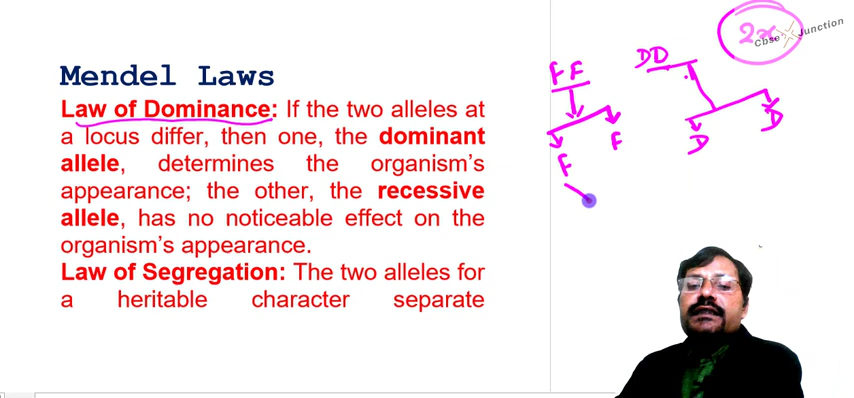 Mendel Laws
Law of Dominance: If the two alleles at
a locus differ, then one, the dominant
allele, determines the organism's
appearance; the other, the recessive
allele, has no noticeable effect on the
organism's appearance.
Law of Segregation: The two alleles for
a heritable character separate
FF
F F
DD
D D
2x
Cbse Junction